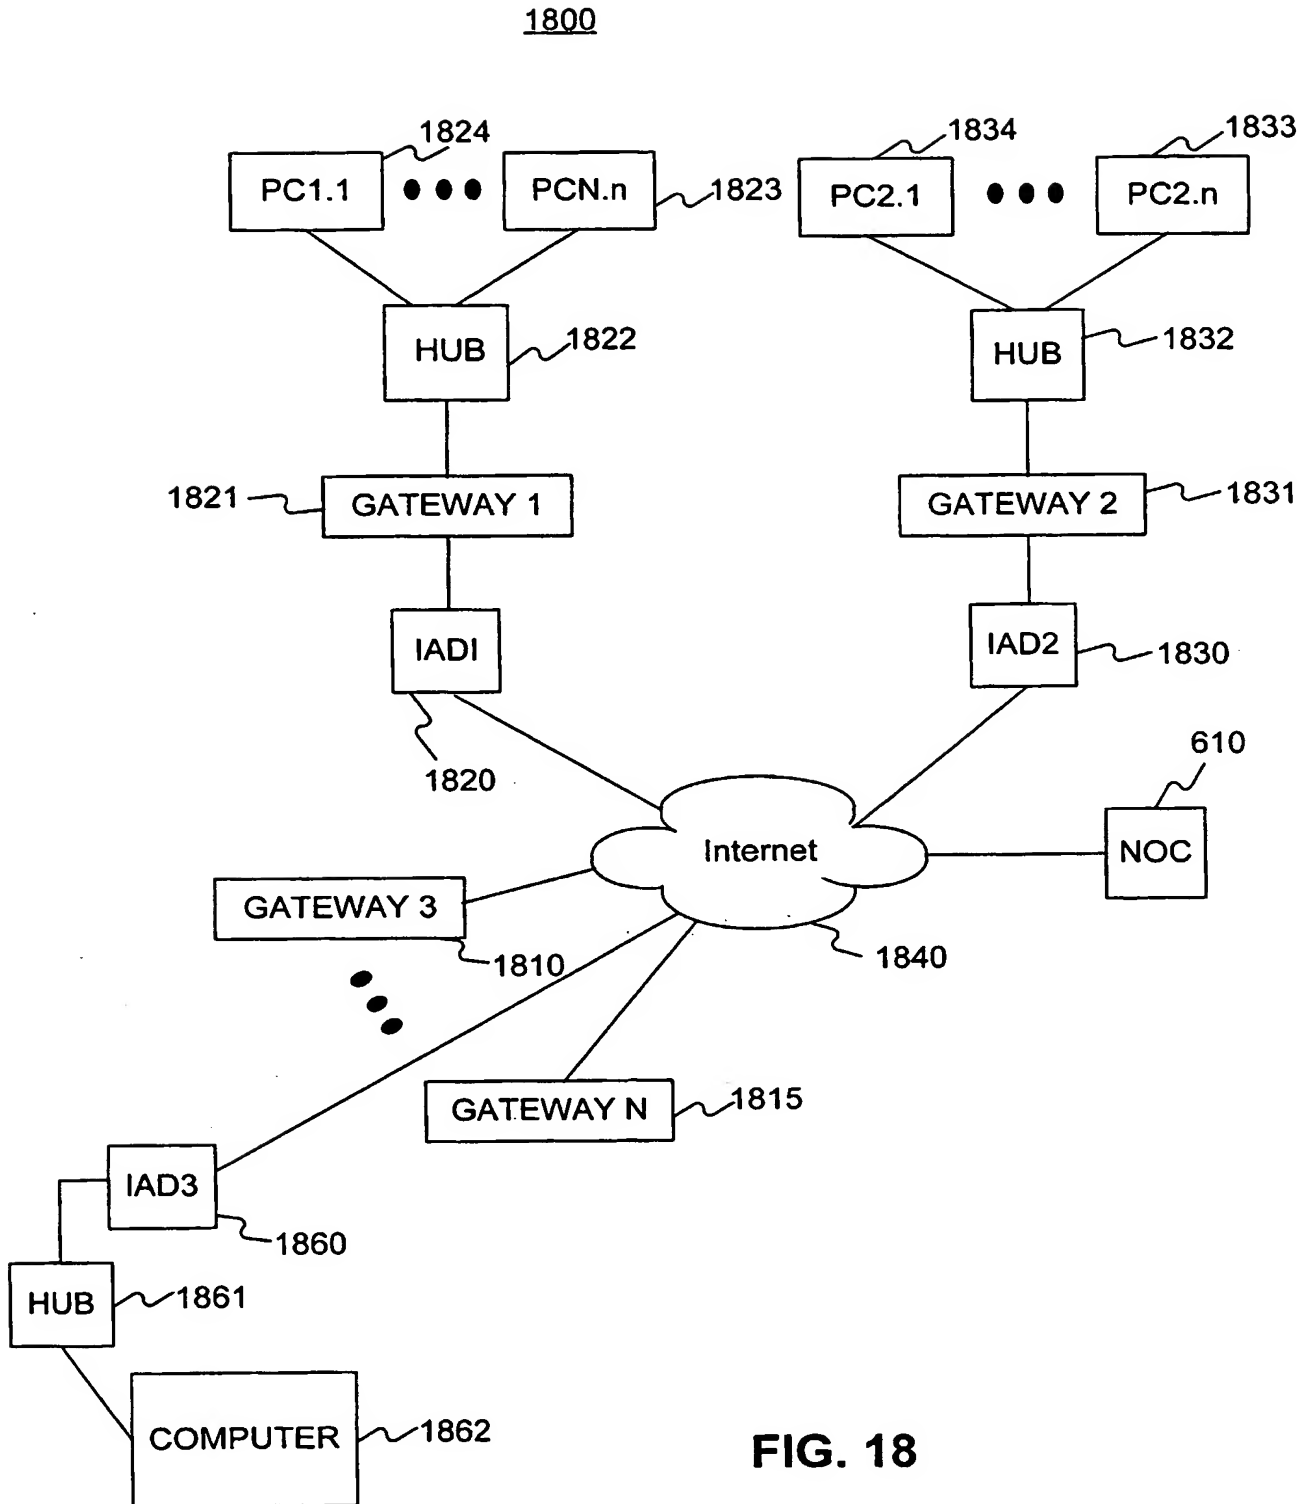 1800
1824
1834
1833
PC1.1
PCN.n
1823
PC2.1
PC2.n
HUB
1822
HUB
1832
1821
GATEWAY 1
GATEWAY 2
1831
IADI
IAD2
1830
1820
610
Internet
NOC
GATEWAY 3
1810
1840
GATEWAY N
1815
IAD3
1860
HUB
1861
COMPUTER
1862
FIG. 18